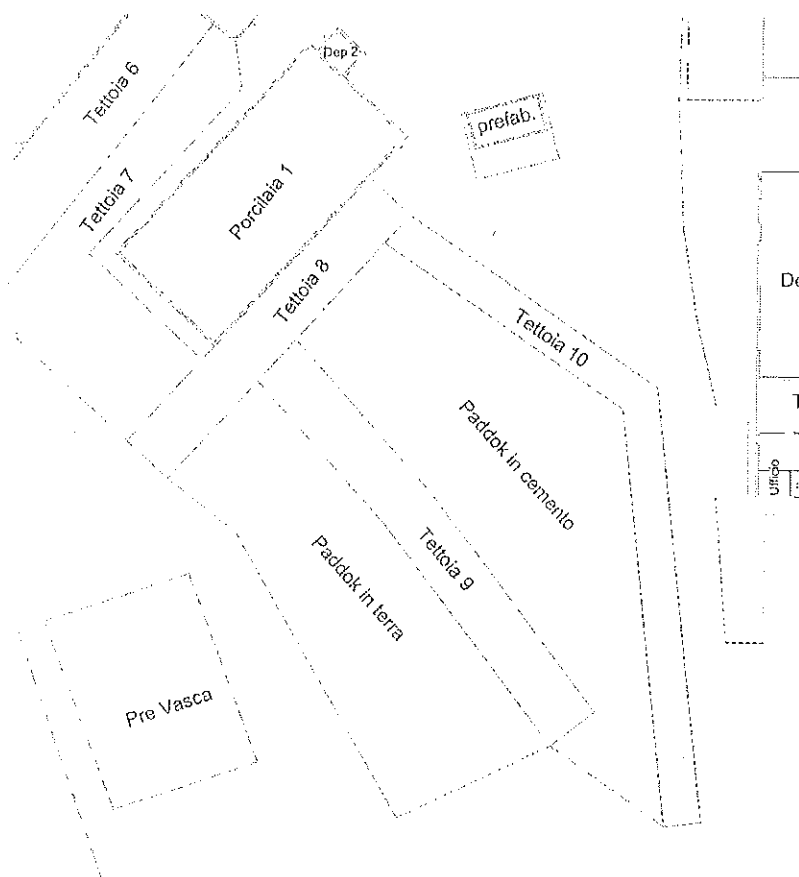 Dep 2
Tettoia 6
prefab.
Tettoia 7
Porcilaia 1
Tettoia 8
De
Tettoia 10
T
Paddok in cemento
Ufficio
Tettoia 9
Paddok in terra
Pre Vasca